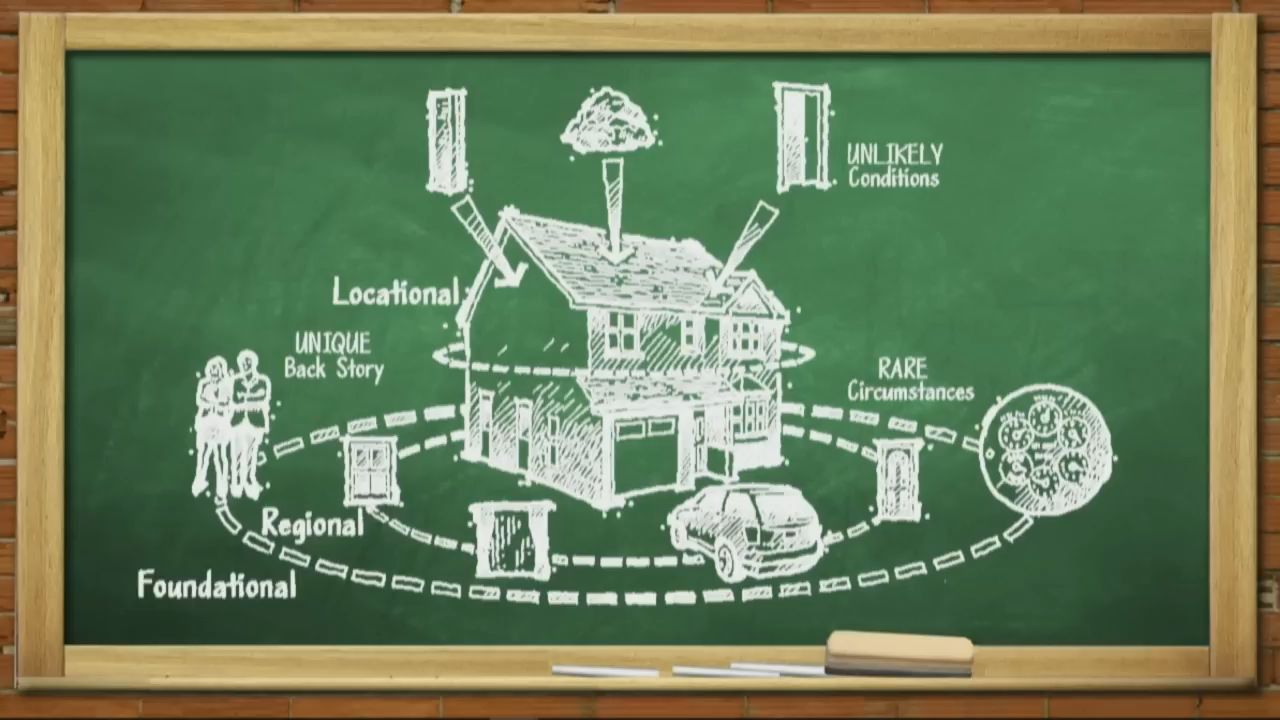 UNLIKELY
Conditions
Locational
UNIQUE
Back Story
RARE
Circumstances
Regional
Foundational